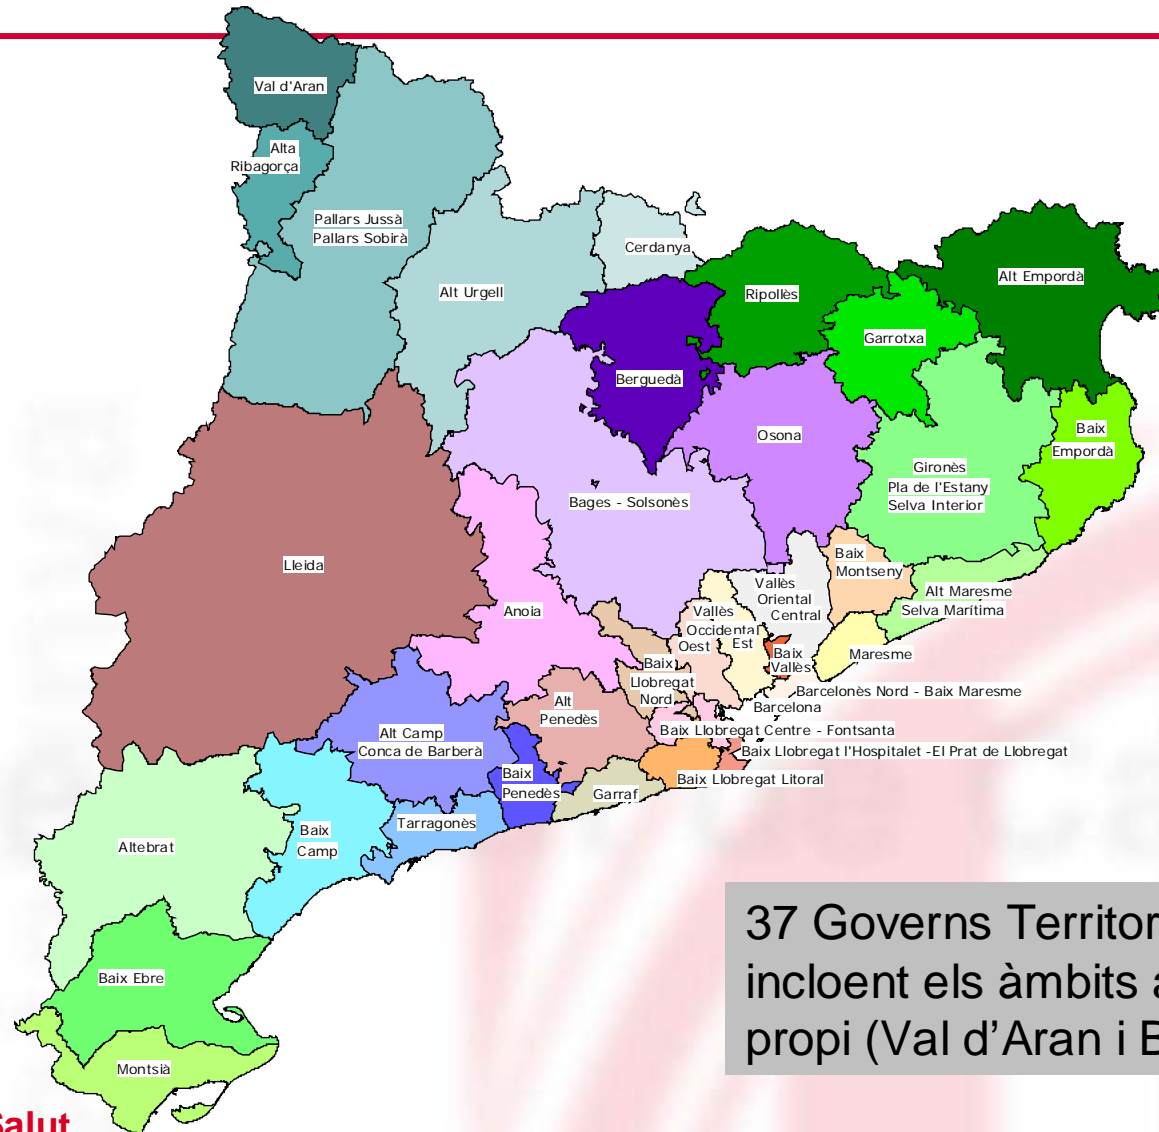 Val d'Aran
Alta
Ribagorça
Pallars Jussà
Pallars Sobirà
Cerdanya
Alt Urgell
Ripollès
Alt Empordà
Garrotxa
Berguedà
Osona
Baix
Empordà
Gironès
Pla de l'Estany
Selva Interior
Bages - Solsonès
Lleida
Anoia
Baix
Montseny
Vallès
Oriental
Central
Alt Maresme
Selva Marítima
Vallès
Occidental
Oest
Est
Baix
Vallès
Maresme
Baix
Llobregat
Nord
Barcelonès Nord - Baix Maresme
Barcelona
Alt
Penedès
Baix Llobregat Centre - Fontsanta
Alt Camp
Conca de Barberà
Baix Llobregat l'Hospitalet -El Prat de Llobregat
Baix Llobregat Litoral
Baix
Penedès
Garraf
Tarragonès
Baix
Camp
Altebrat
Baix Ebre
Montsià
37 Governs Territor
incloent els àmbits a
propi (Val d’Aran i B
Salut